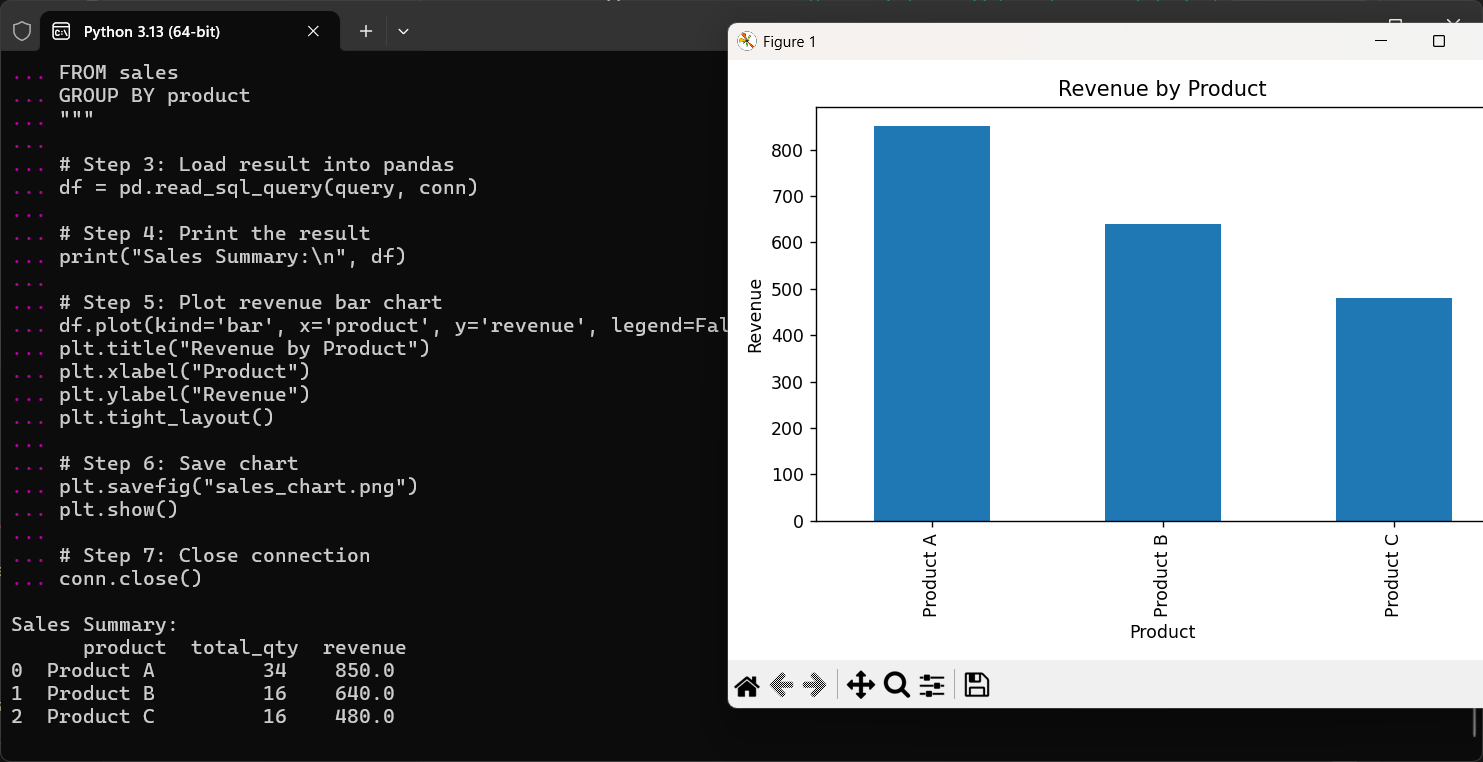 Python 3.13 (64-bit)
... FROM sales
... GROUP BY product
... """
...
... # Step 3: Load result into pandas
... df = pd.read_sql_query(query, conn)
...
... # Step 4: Print the result
... print("Sales Summary:\n", df)
...
... # Step 5: Plot revenue bar chart
... df.plot(kind='bar', x='product', y='revenue', legend=Fal
... plt.title("Revenue by Product")
... plt.xlabel("Product")
... plt.ylabel("Revenue")
... plt.tight_layout()
...
... # Step 6: Save chart
... plt.savefig("sales_chart.png")
... plt.show()
...
... # Step 7: Close connection
... conn.close()
Sales Summary:
      product  total_qty  revenue
0  Product A         34    850.0
1  Product B         16    640.0
2  Product C         16    480.0
Figure 1
Revenue by Product
Revenue
800
700
600
500
400
300
200
100
0
Product A
Product B
Product C
Product